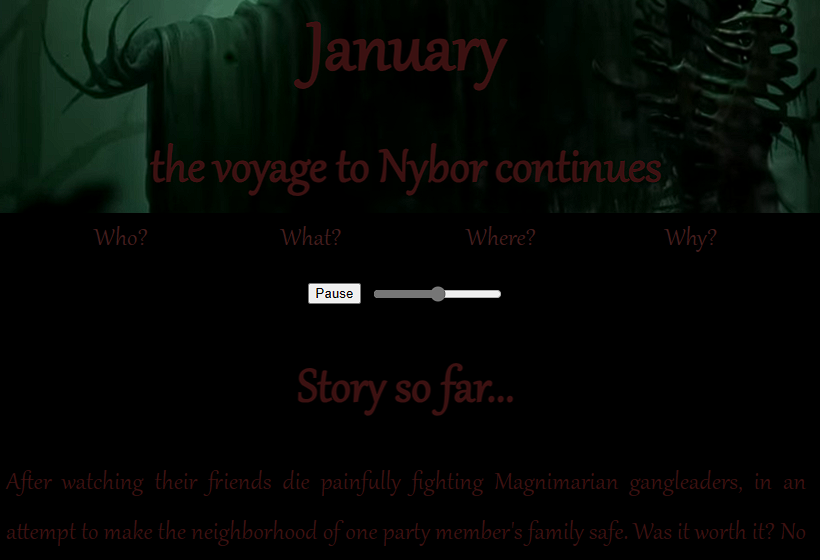 January
the voyage to Nybor continues
Who? What? Where? Why?
Pause
Story so far...
After watching their friends die painfully fighting Magnimarian gangleaders, in an
attempt to make the neighborhood of one party member's family safe. Was it worth it? No